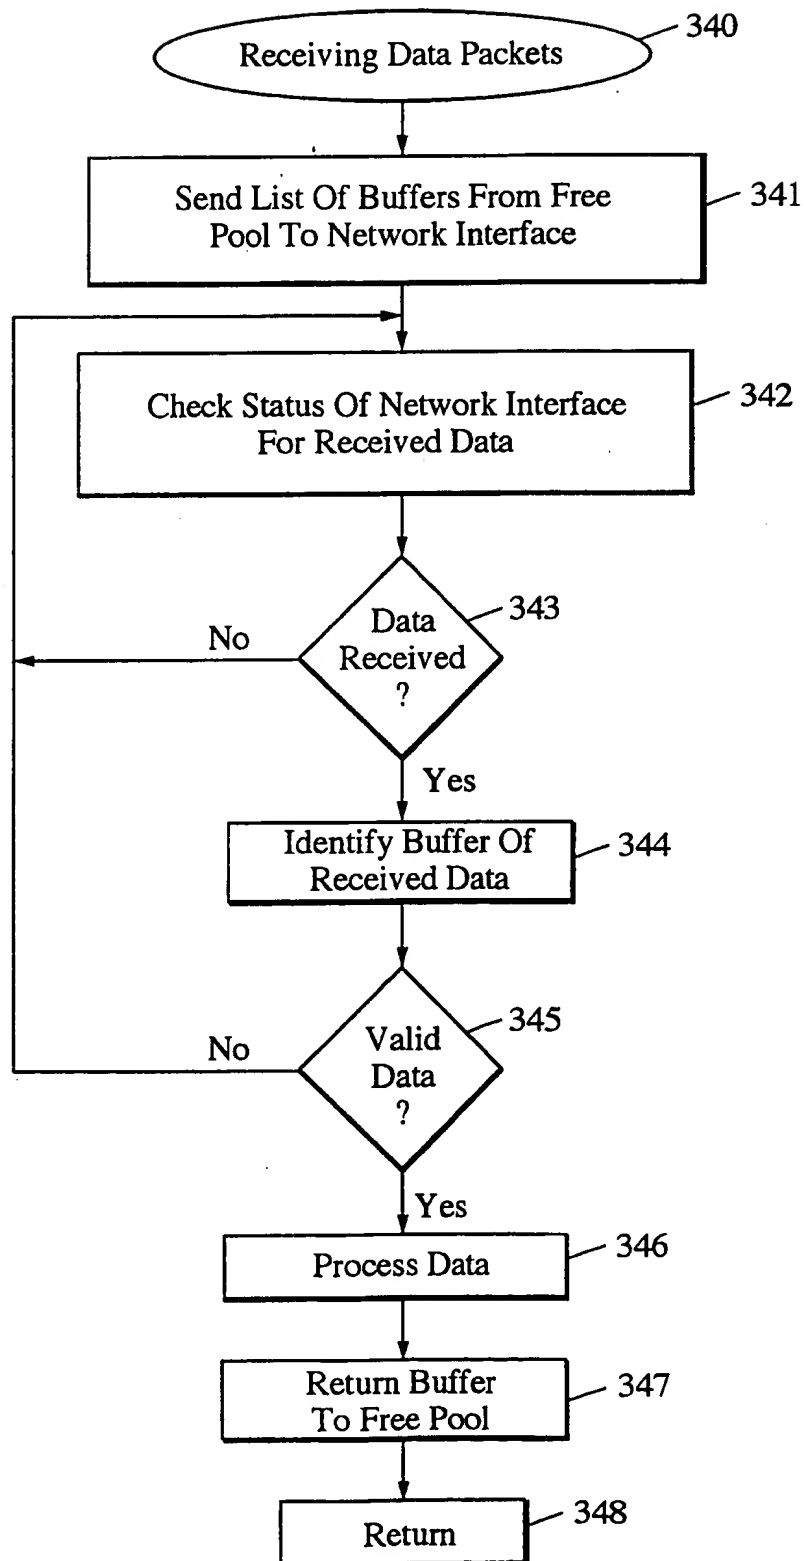 Receiving Data Packets
340
Send List Of Buffers From Free
Pool To Network Interface
341
Check Status Of Network Interface
For Received Data
342
Data
Received
?
343
No
Yes
Identify Buffer Of
Received Data
344
Valid
Data
?
345
No
Yes
Process Data
346
Return Buffer
To Free Pool
347
Return
348